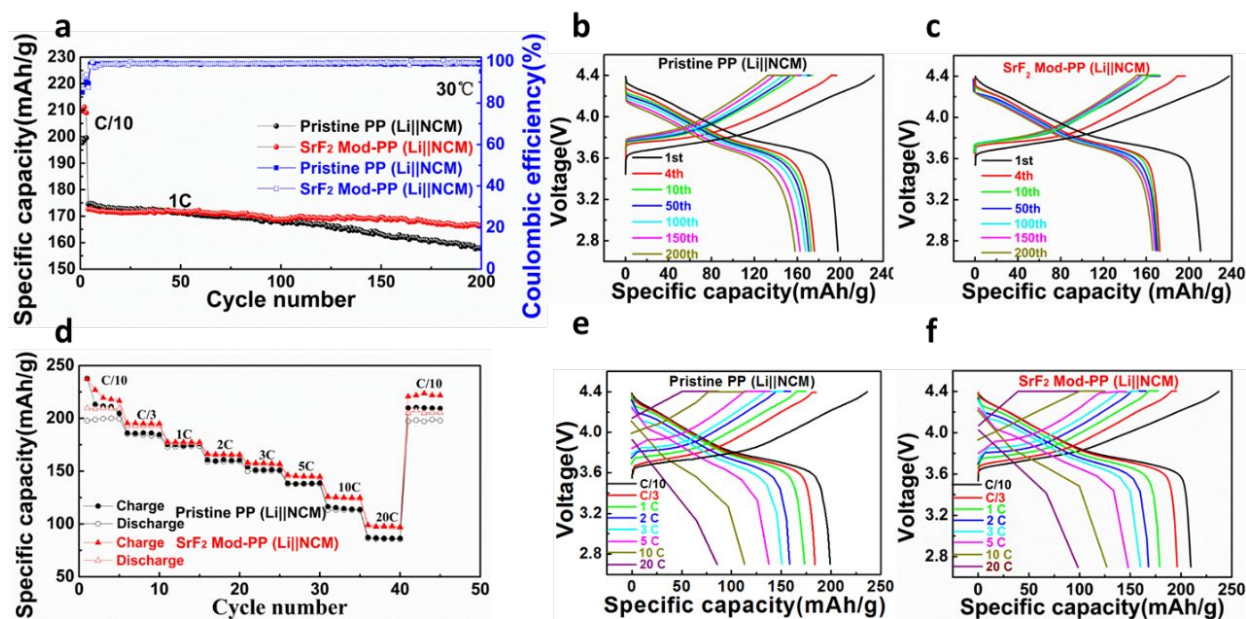 a
Specific capacity(mAh/g)
230
220
210
200
190
180
170
160
150
C/10
1C
30℃
Pristine PP (Li||NCM)
SrF2 Mod-PP (Li||NCM)
Pristine PP (Li||NCM)
SrF2 Mod-PP (Li||NCM)
100
80
60
40
20
0
Coulombic efficiency(%)
0 50 100 150 200
Cycle number
b
Pristine PP (Li||NCM)
Voltage(V)
4.4
4.0
3.6
3.2
2.8
1st
4th
10th
50th
100th
150th
200th
0 40 80 120 160 200 240
Specific capacity(mAh/g)
c
SrF2 Mod-PP (Li||NCM)
Voltage(V)
4.4
4.0
3.6
3.2
2.8
1st
4th
10th
50th
100th
150th
200th
0 40 80 120 160 200 240
Specific capacity (mAh/g)
d
Specific capacity(mAh/g)
250
200
150
100
50
C/10
C/3
1C
2C
3C
5C
10C
20C
C/10
Charge
Discharge
Pristine PP (Li||NCM)
Charge
Discharge
SrF2 Mod-PP (Li||NCM)
0 10 20 30 40 50
Cycle number
e
Pristine PP (Li||NCM)
Voltage(V)
4.4
4.0
3.6
3.2
2.8
C/10
C/3
1 C
2 C
3 C
5 C
10 C
20 C
0 50 100 150 200 250
Specific capacity(mAh/g)
f
SrF2 Mod-PP (Li||NCM)
Voltage(V)
4.4
4.0
3.6
3.2
2.8
C/10
C/3
1 C
2 C
3 C
5 C
10 C
20 C
0 50 100 150 200 250
Specific capacity(mAh/g)